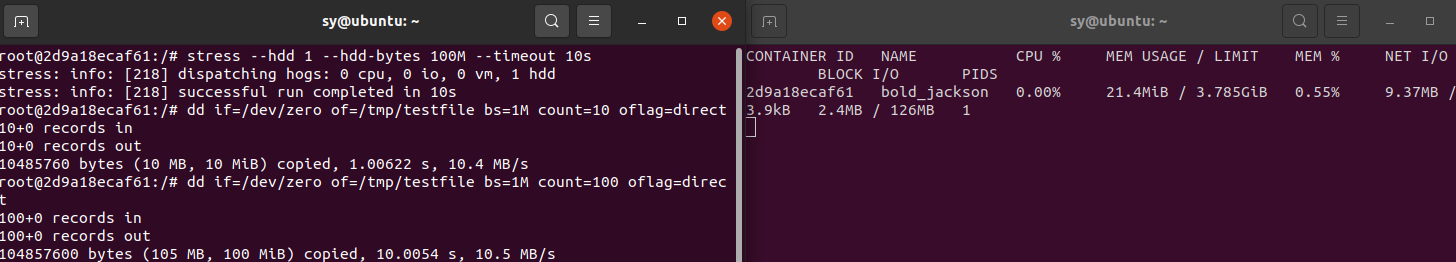 sy@ubuntu: ~
root@2d9a18ecaf61:/# stress --hdd 1 --hdd-bytes 100M --timeout 10s
stress: info: [218] dispatching hogs: 0 cpu, 0 io, 0 vm, 1 hdd
stress: info: [218] successful run completed in 10s
root@2d9a18ecaf61:/# dd if=/dev/zero of=/tmp/testfile bs=1M count=10 oflag=direct
10+0 records in
10+0 records out
10485760 bytes (10 MB, 10 MiB) copied, 1.00622 s, 10.4 MB/s
root@2d9a18ecaf61:/# dd if=/dev/zero of=/tmp/testfile bs=1M count=100 oflag=direc
t
100+0 records in
100+0 records out
104857600 bytes (105 MB, 100 MiB) copied, 10.0054 s, 10.5 MB/s
sy@ubuntu: ~
CONTAINER ID   NAME           CPU %     MEM USAGE / LIMIT    MEM %     NET I/O
        BLOCK I/O       PIDS
2d9a18ecaf61   bold_jackson   0.00%     21.4MiB / 3.785GiB   0.55%     9.37MB /
3.9kB   2.4MB / 126MB   1